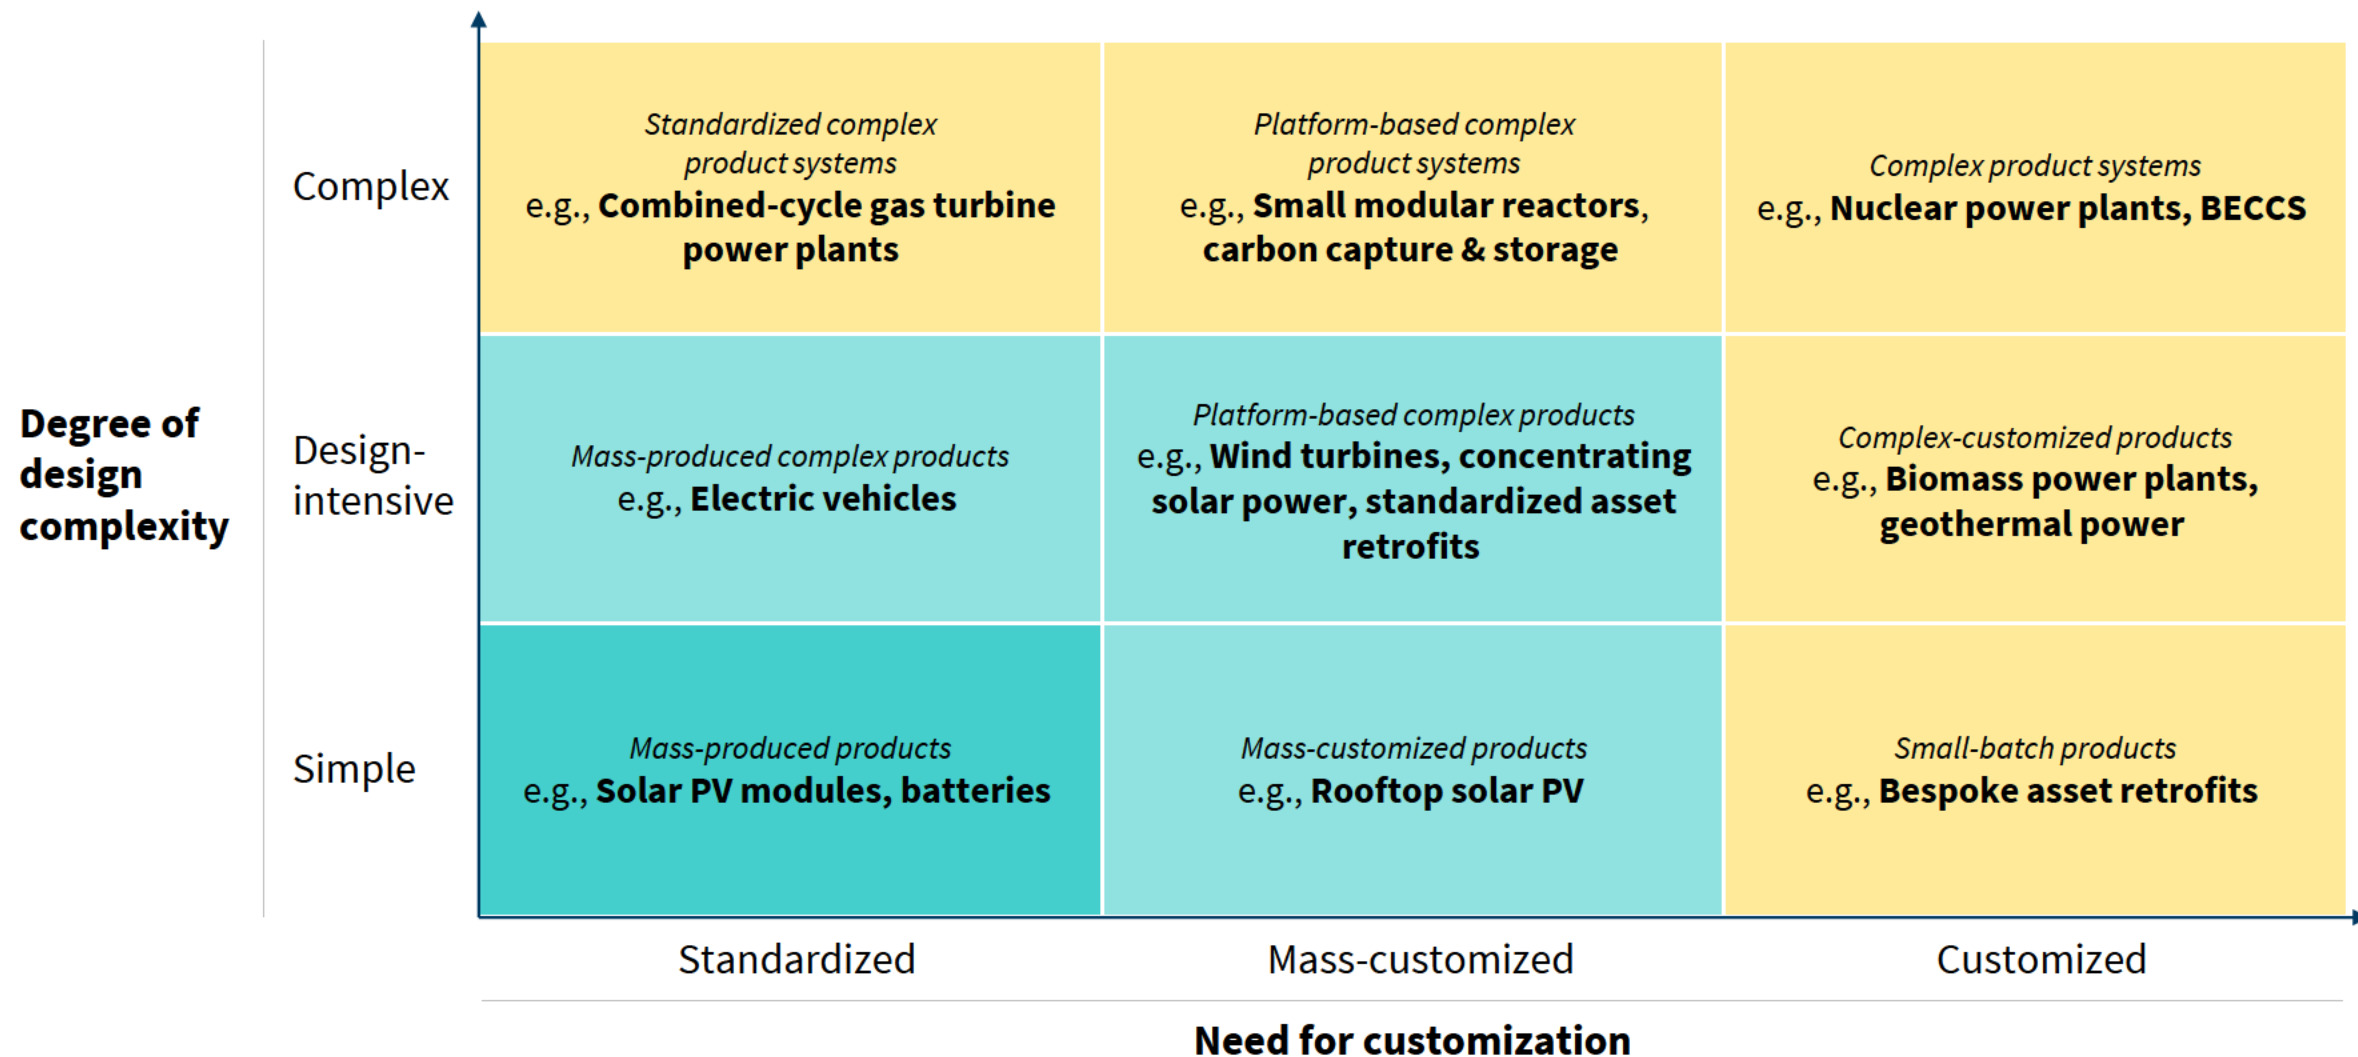 Degree of
design
complexity
Complex
Standardized complex
product systems
e.g., Combined-cycle gas turbine
power plants
Platform-based complex
product systems
e.g., Small modular reactors,
carbon capture & storage
Complex product systems
e.g., Nuclear power plants, BECCS
Design-
intensive
Mass-produced complex products
e.g., Electric vehicles
Platform-based complex products
e.g., Wind turbines, concentrating
solar power, standardized asset
retrofits
Complex-customized products
e.g., Biomass power plants,
geothermal power
Simple
Mass-produced products
e.g., Solar PV modules, batteries
Mass-customized products
e.g., Rooftop solar PV
Small-batch products
e.g., Bespoke asset retrofits
Standardized
Mass-customized
Customized
Need for customization